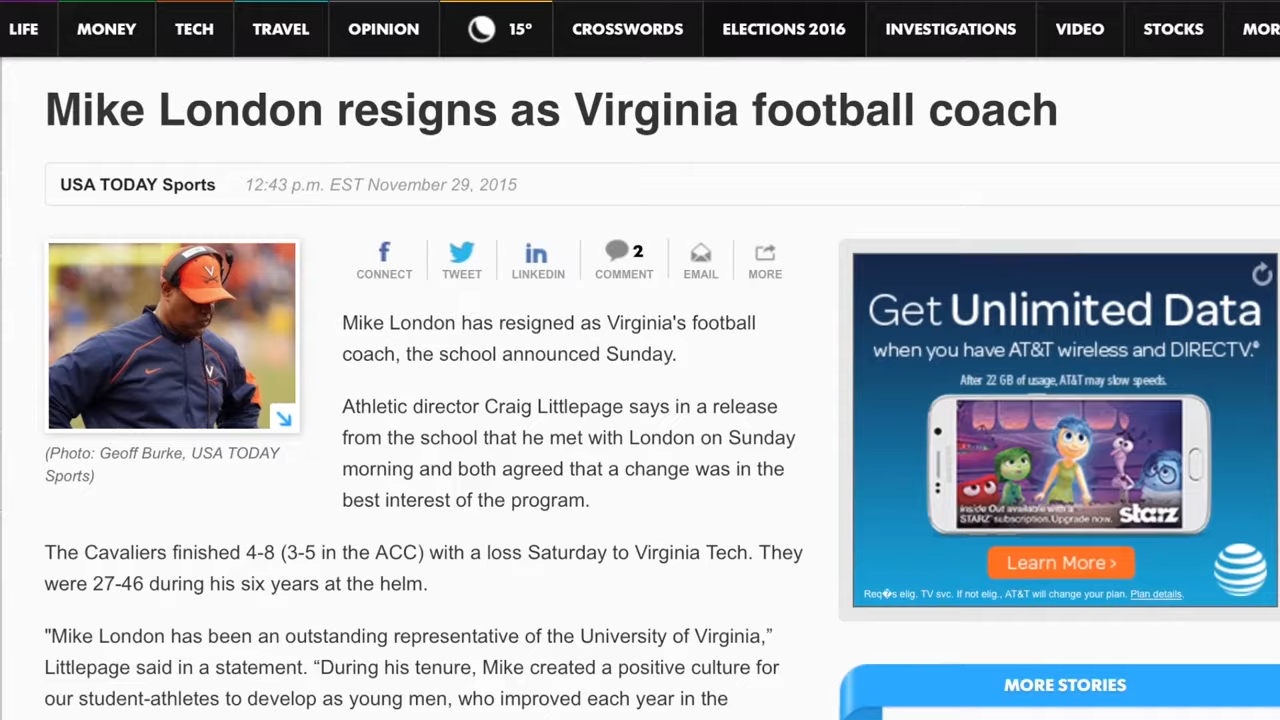 LIFE MONEY TECH TRAVEL OPINION 15° CROSSWORDS ELECTIONS 2016 INVESTIGATIONS VIDEO STOCKS MOR
Mike London resigns as Virginia football coach
USA TODAY Sports 12:43 p.m. EST November 29, 2015
f in 2
CONNECT TWEET LINKEDIN COMMENT EMAIL MORE
(Photo: Geoff Burke, USA TODAY
Sports)
Mike London has resigned as Virginia's football
coach, the school announced Sunday.
Athletic director Craig Littlepage says in a release
from the school that he met with London on Sunday
morning and both agreed that a change was in the
best interest of the program.
The Cavaliers finished 4-8 (3-5 in the ACC) with a loss Saturday to Virginia Tech. They
were 27-46 during his six years at the helm.
"Mike London has been an outstanding representative of the University of Virginia,”
Littlepage said in a statement. “During his tenure, Mike created a positive culture for
our student-athletes to develop as young men, who improved each year in the
Get Unlimited Data
when you have AT&T wireless and DIRECTV.®
After 22 GB of usage, AT&T may slow speeds.
Inside Out available with a
STARZ subscription. Upgrade now.
starz
Learn More ›
Req�s elig. TV svc. If not elig., AT&T will change your plan. Plan details.
MORE STORIES